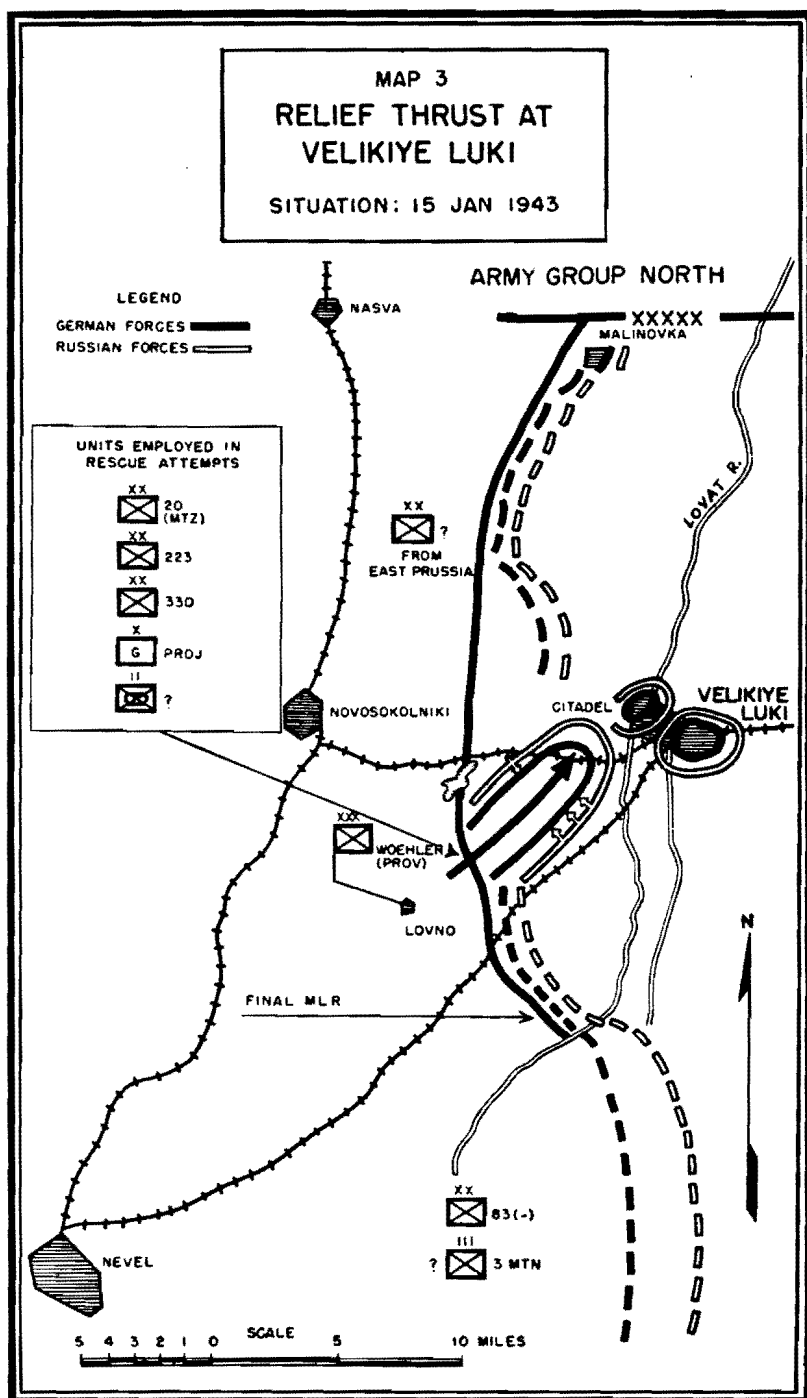 MAP 3
RELIEF THRUST AT
VELIKIYE LUKI
SITUATION: 15 JAN 1943
ARMY GROUP NORTH
XXXXX
MALINOVKA
LEGEND
GERMAN FORCES
RUSSIAN FORCES
NASVA
LOVAT R.
UNITS EMPLOYED IN
RESCUE ATTEMPTS
XX
20
(MTZ)
XX
223
XX
330
X
G PROJ
II
?
XX
?
FROM
EAST PRUSSIA
NOVOSOKOLNIKI
CITADEL
VELIKIYE
LUKI
XXX
WOEHLER
(PROV)
LOVNO
N
FINAL MLR
XX
83(-)
III
? 3 MTN
NEVEL
SCALE
5 4 3 2 1 0 5 10 MILES